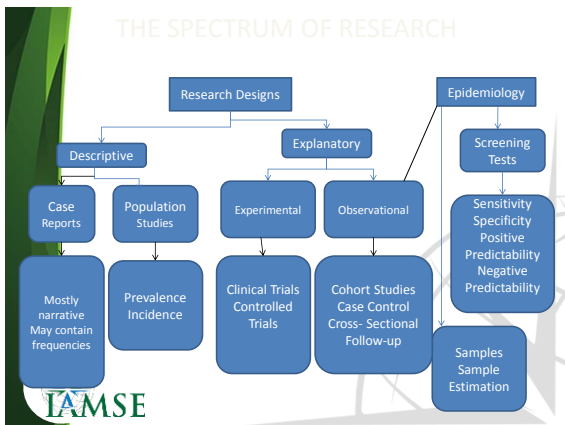 THE SPECTRUM OF RESEARCH
Research Designs
Epidemiology
Descriptive
Explanatory
Screening
Tests
Case
Reports
Population
Studies
Experimental
Observational
Sensitivity
Specificity
Positive
Predictability
Negative
Predictability
Mostly
narrative
May contain
frequencies
Prevalence
Incidence
Clinical Trials
Controlled
Trials
Cohort Studies
Case Control
Cross- Sectional
Follow-up
Samples
Sample
Estimation
IAMSE